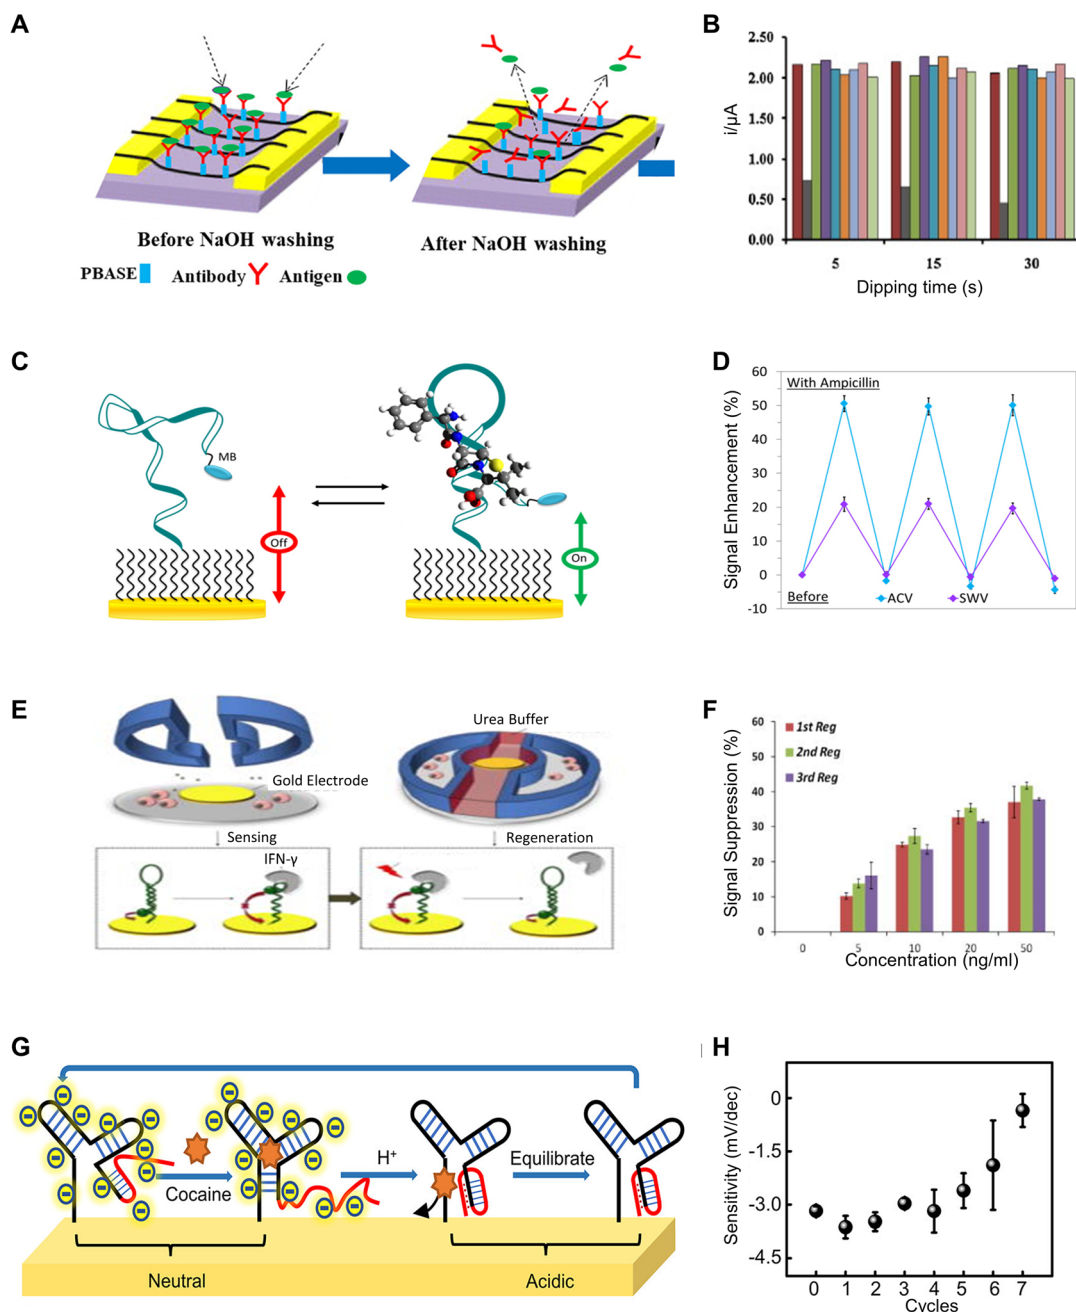 A
Before NaOH washing
After NaOH washing
PBASE Antibody Antigen
B
i/μA
2.50
2.00
1.50
1.00
0.50
0.00
5 15 30
Dipping time (s)
C
MB
Off
On
D
Signal Enhancement (%)
60
50
40
30
20
10
0
-10
With Ampicillin
Before
ACV SWV
E
Gold Electrode
Urea Buffer
Sensing
Regeneration
IFN-γ
F
Signal Suppression (%)
60
50
40
30
20
10
0
1st Reg
2nd Reg
3rd Reg
0 5 10 20 50
Concentration (ng/ml)
G
Cocaine
H⁺
Equilibrate
Neutral
Acidic
H
Sensitivity (mV/dec)
0
-1.5
-3.0
-4.5
0 1 2 3 4 5 6 7
Cycles